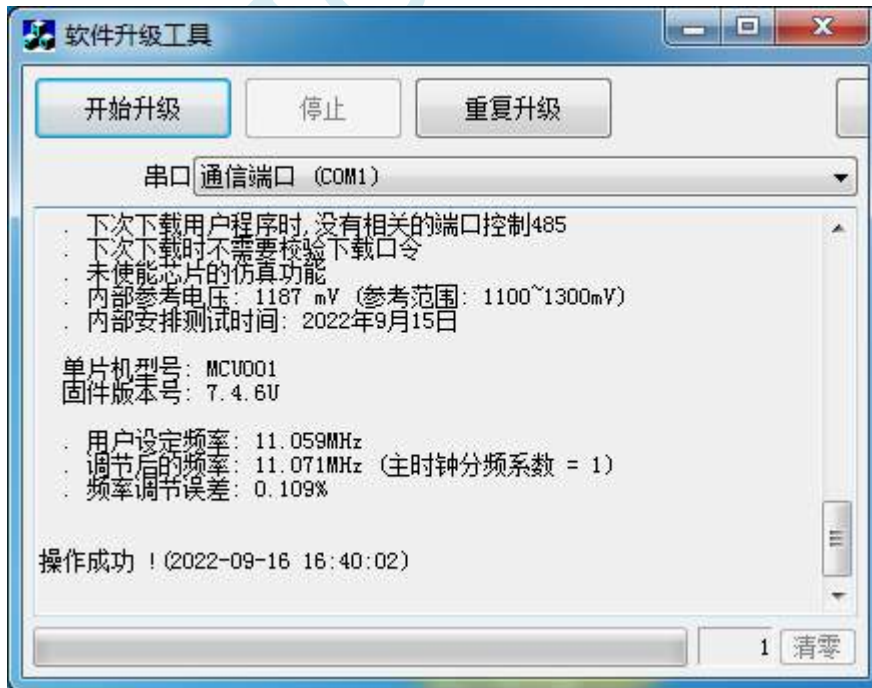 软件升级工具
开始升级
停止
重复升级
串口 通信端口 (COM1)
. 下次下载用户程序时,没有相关的端口控制485
. 下次下载时不需要校验下载口令
. 未使能芯片的仿真功能
. 内部参考电压: 1187 mV (参考范围: 1100~1300mV)
. 内部安排测试时间: 2022年9月15日
单片机型号: MCU001
固件版本号: 7.4.6U
. 用户设定频率: 11.059MHz
. 调节后的频率: 11.071MHz (主时钟分频系数 = 1)
. 频率调节误差: 0.109%
操作成功 !(2022-09-16 16:40:02)
1 清零